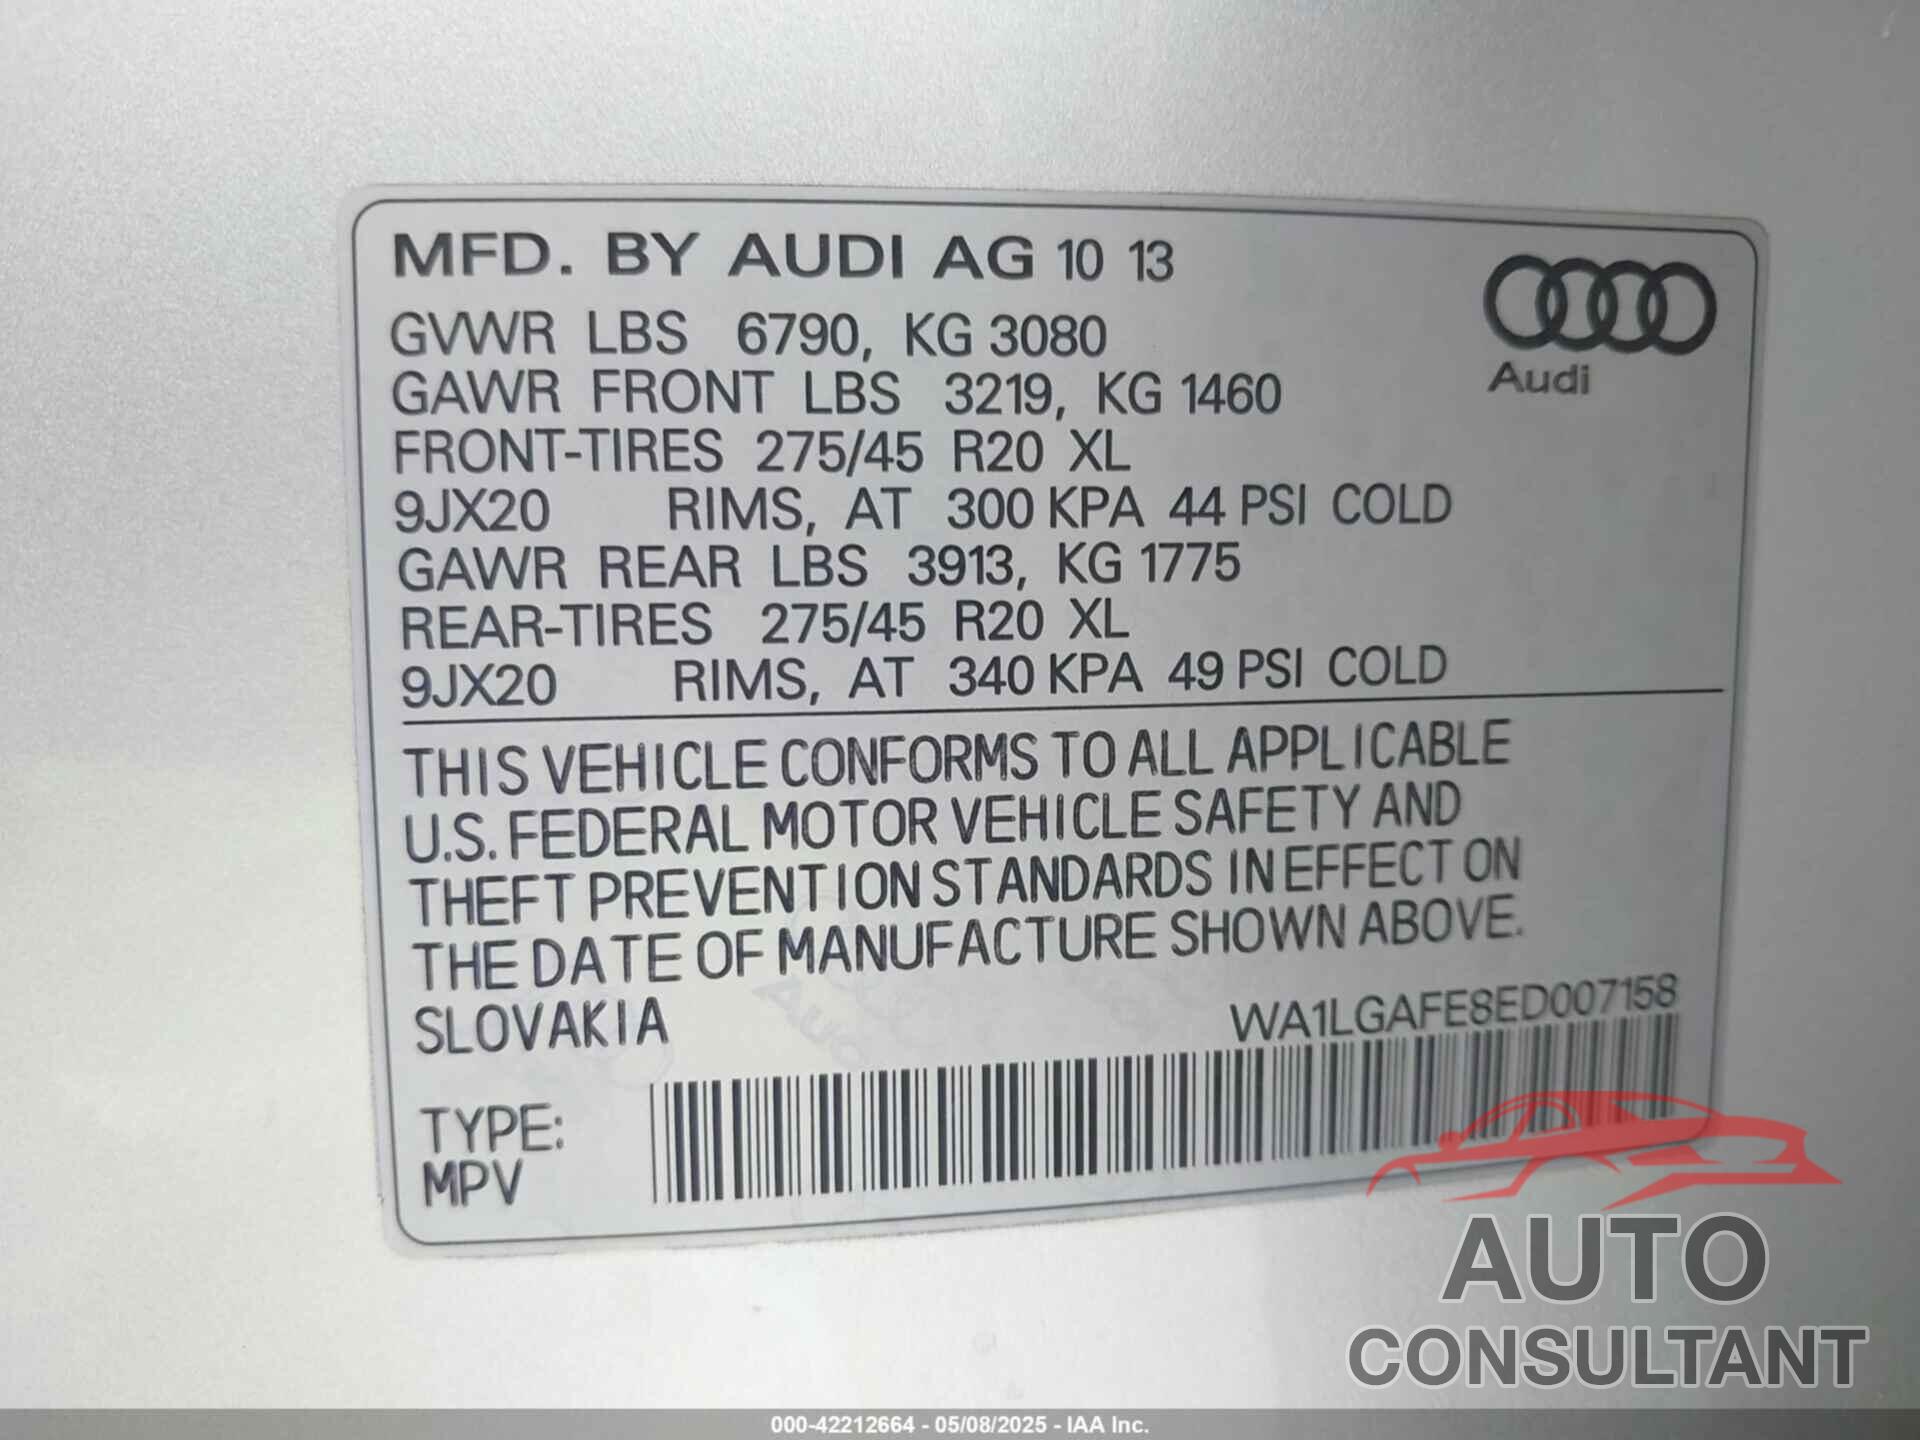 MFD. BY AUDI AG 10 13
GVWR LBS 6790, KG 3080
GAWR FRONT LBS 3219, KG 1460
FRONT-TIRES 275/45 R20 XL
9JX20 RIMS, AT 300 KPA 44 PSI COLD
GAWR REAR LBS 3913, KG 1775
REAR-TIRES 275/45 R20 XL
9JX20 RIMS, AT 340 KPA 49 PSI COLD
Audi
THIS VEHICLE CONFORMS TO ALL APPLICABLE
U.S. FEDERAL MOTOR VEHICLE SAFETY AND
THEFT PREVENTION STANDARDS IN EFFECT ON
THE DATE OF MANUFACTURE SHOWN ABOVE.
SLOVAKIA
WA1LGAFE8ED007158
TYPE:
MPV
AUTO
CONSULTANT
000-42212664 - 05/08/2025 - IAA Inc.